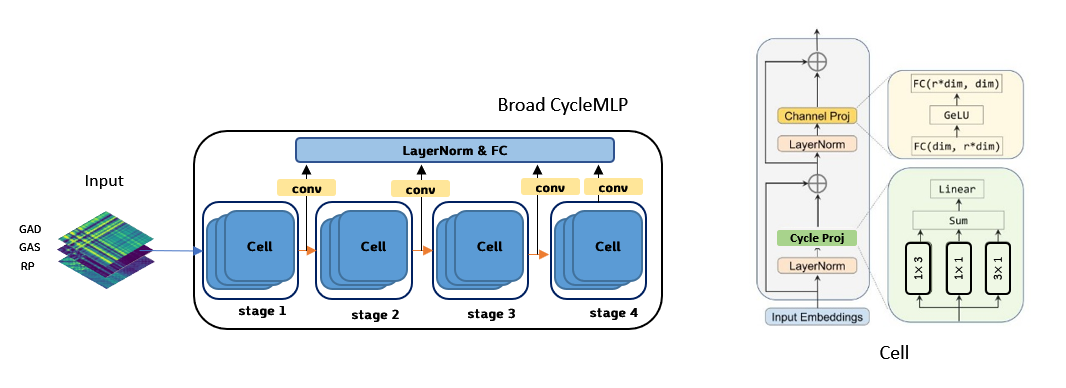 Broad CycleMLP
LayerNorm & FC
conv
conv
conv
conv
Input
GAD
GAS
RP
Cell
Cell
Cell
Cell
stage 1
stage 2
stage 3
stage 4
Channel Proj
LayerNorm
Cycle Proj
LayerNorm
Input Embeddings
FC(r*dim, dim)
GeLU
FC(dim, r*dim)
Linear
Sum
1×3
1×1
3×1
Cell